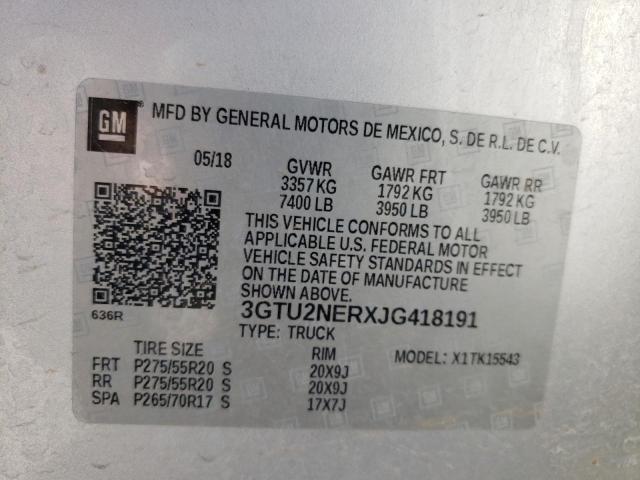 GM
MFD BY GENERAL MOTORS DE MEXICO, S. DE R.L. DE C.V.
05/18 GVWR GAWR FRT GAWR RR
3357 KG 1792 KG 1792 KG
7400 LB 3950 LB 3950 LB
THIS VEHICLE CONFORMS TO ALL
APPLICABLE U.S. FEDERAL MOTOR
VEHICLE SAFETY STANDARDS IN EFFECT
ON THE DATE OF MANUFACTURE
SHOWN ABOVE.
636R
3GTU2NERXJG418191
TYPE: TRUCK
TIRE SIZE RIM MODEL: X1TK15543
FRT P275/55R20 S 20X9J
RR P275/55R20 S 20X9J
SPA P265/70R17 S 17X7J